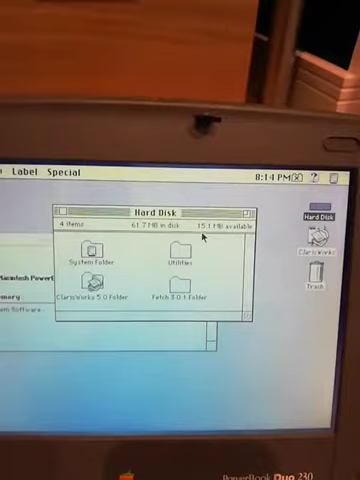 Label Special
8:14 PM
Hard Disk
4 items 61.7 MB in disk 15.1 MB available
System Folder
Utilities
ClarisWorks 5.0 Folder
Fetch 3.0.1 Folder
Hard Disk
ClarisWorks
Trash
Macintosh PowerB
emory
em Software
PowerBook Duo 230